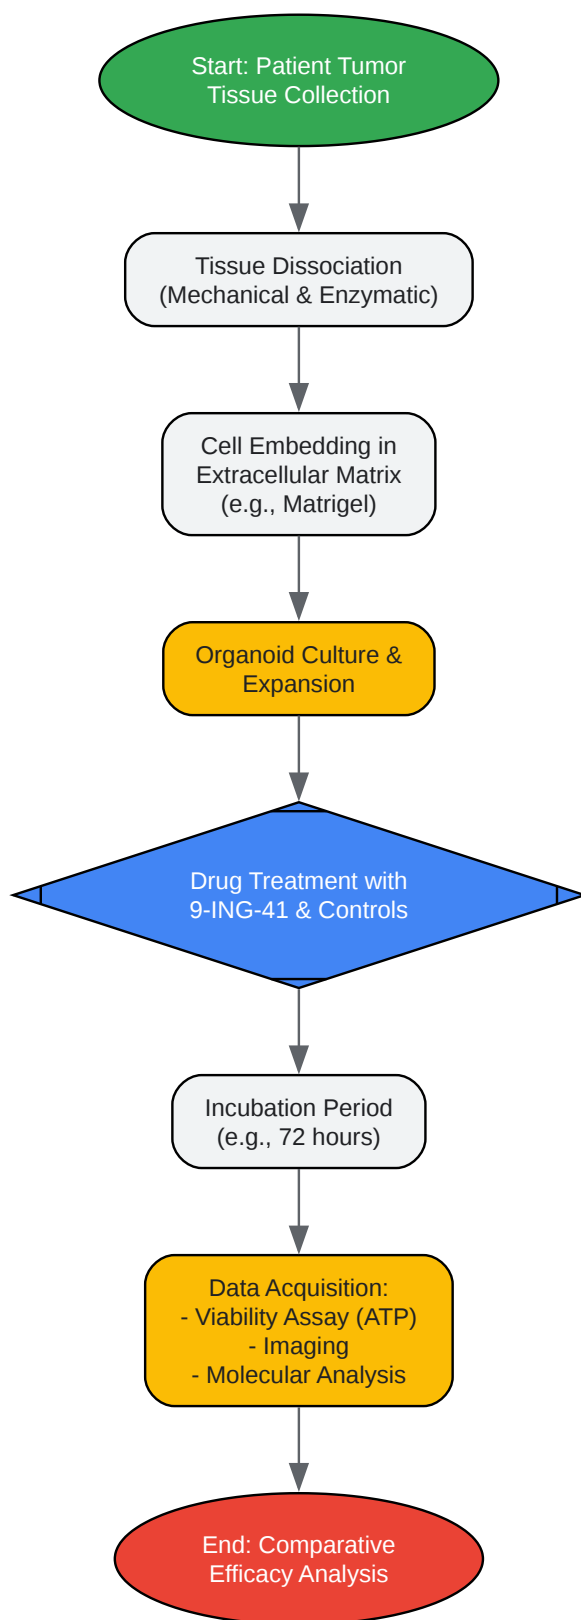 Start: Patient Tumor
Tissue Collection
Tissue Dissociation
(Mechanical & Enzymatic)
Cell Embedding in
Extracellular Matrix
(e.g., Matrigel)
Organoid Culture &
Expansion
Drug Treatment with
9-ING-41 & Controls
Incubation Period
(e.g., 72 hours)
Data Acquisition:
- Viability Assay (ATP)
- Imaging
- Molecular Analysis
End: Comparative
Efficacy Analysis